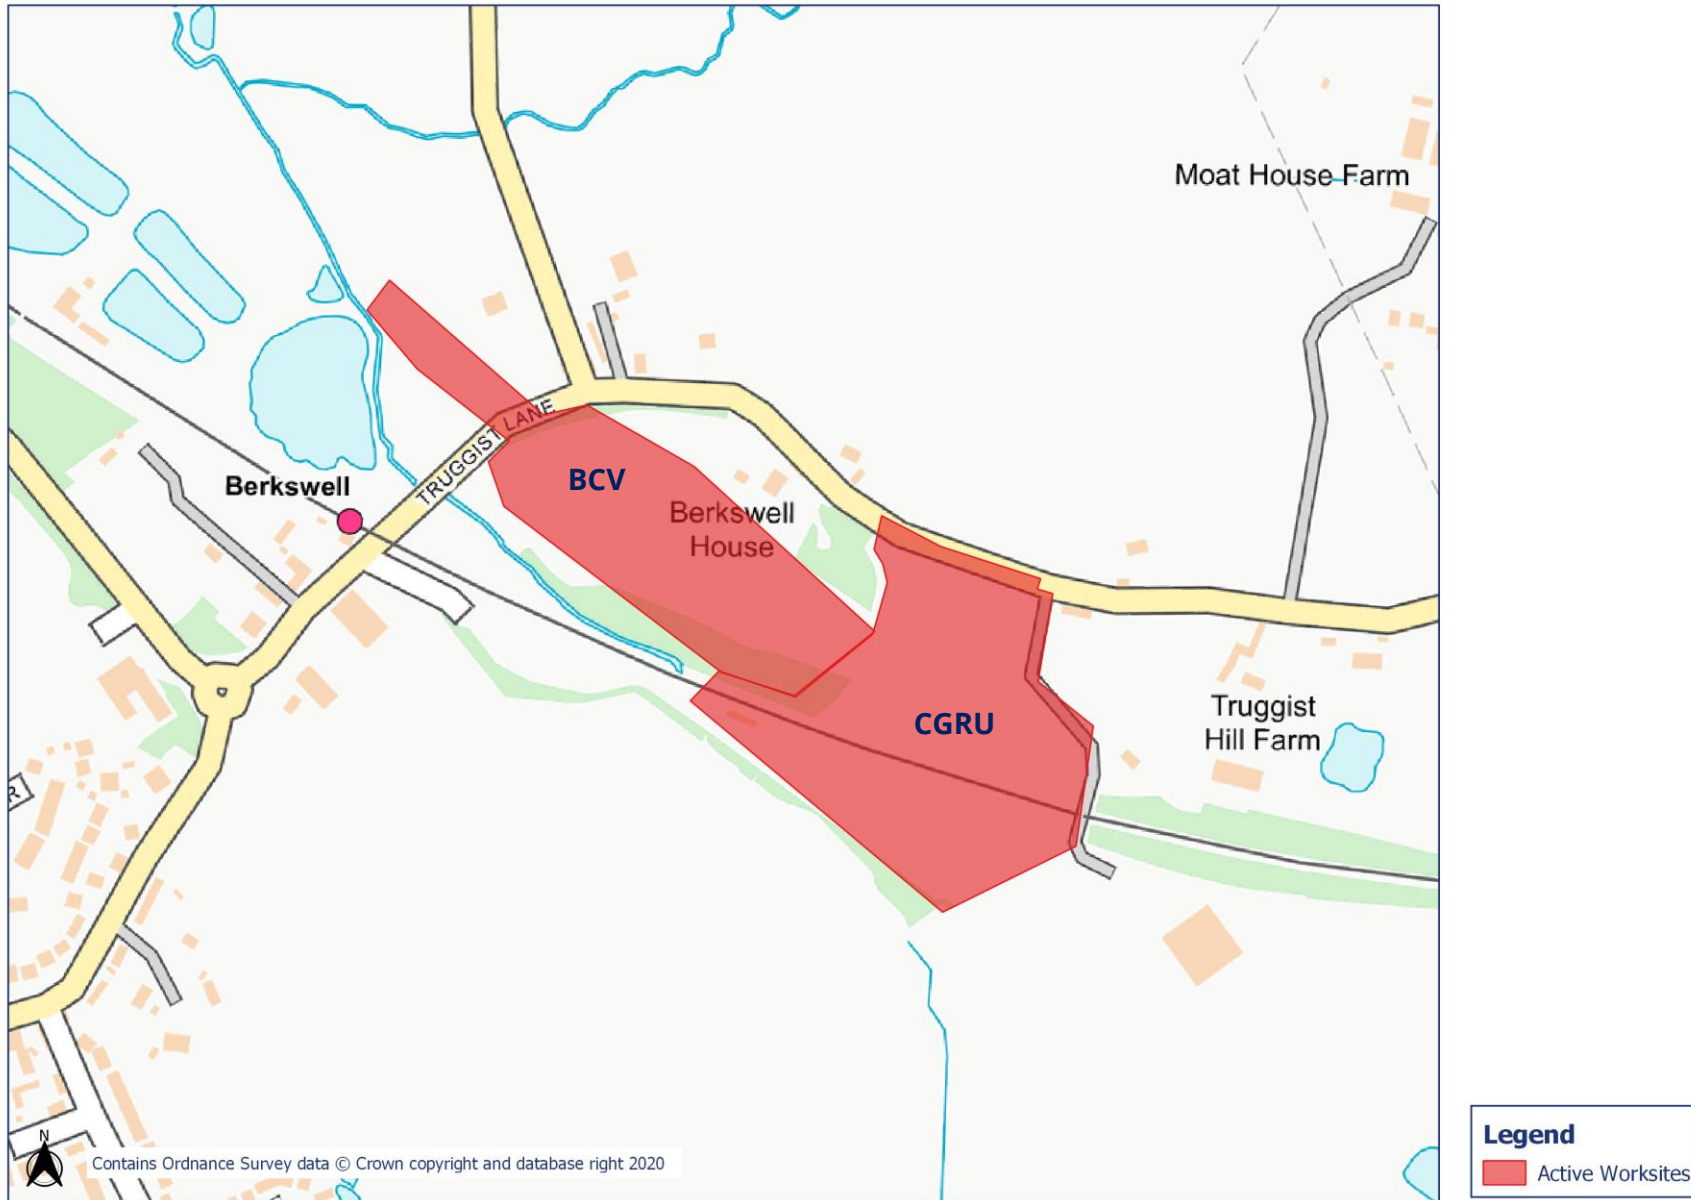 Moat House Farm
TRUGGIST LANE
BCV
Berkswell
Berkswell
House
CGRU
Truggist
Hill Farm
R
N
Contains Ordnance Survey data © Crown copyright and database right 2020
Legend
Active Worksites